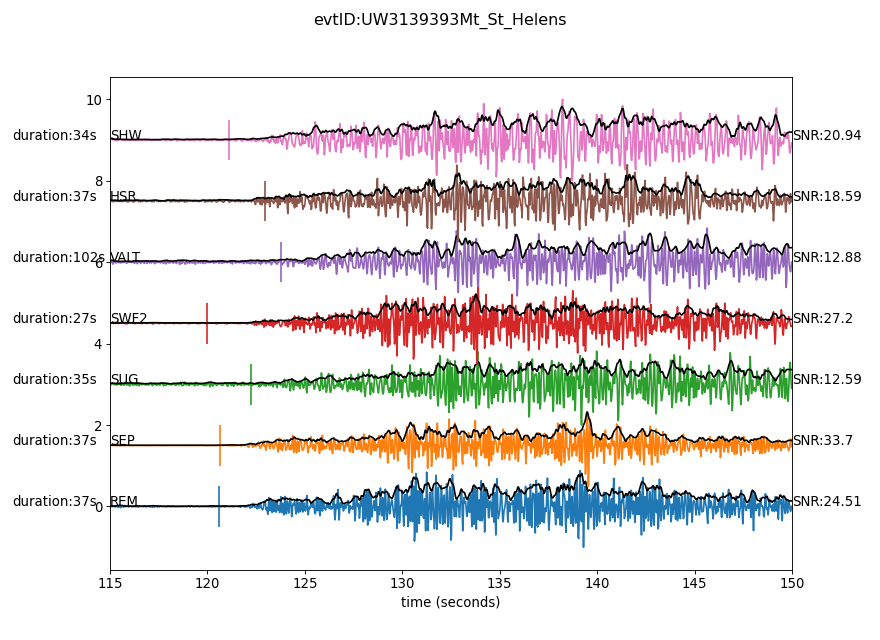 evtID:UW3139393Mt_St_Helens
10
duration:34s SHW SNR:20.94
8
duration:37s HSR SNR:18.59
duration:102s VALT SNR:12.88
6
duration:27s SWF2 SNR:27.2
4
duration:35s SUG SNR:12.59
2
duration:37s SEP SNR:33.7
duration:37s REM SNR:24.51
0
115 120 125 130 135 140 145 150
time (seconds)